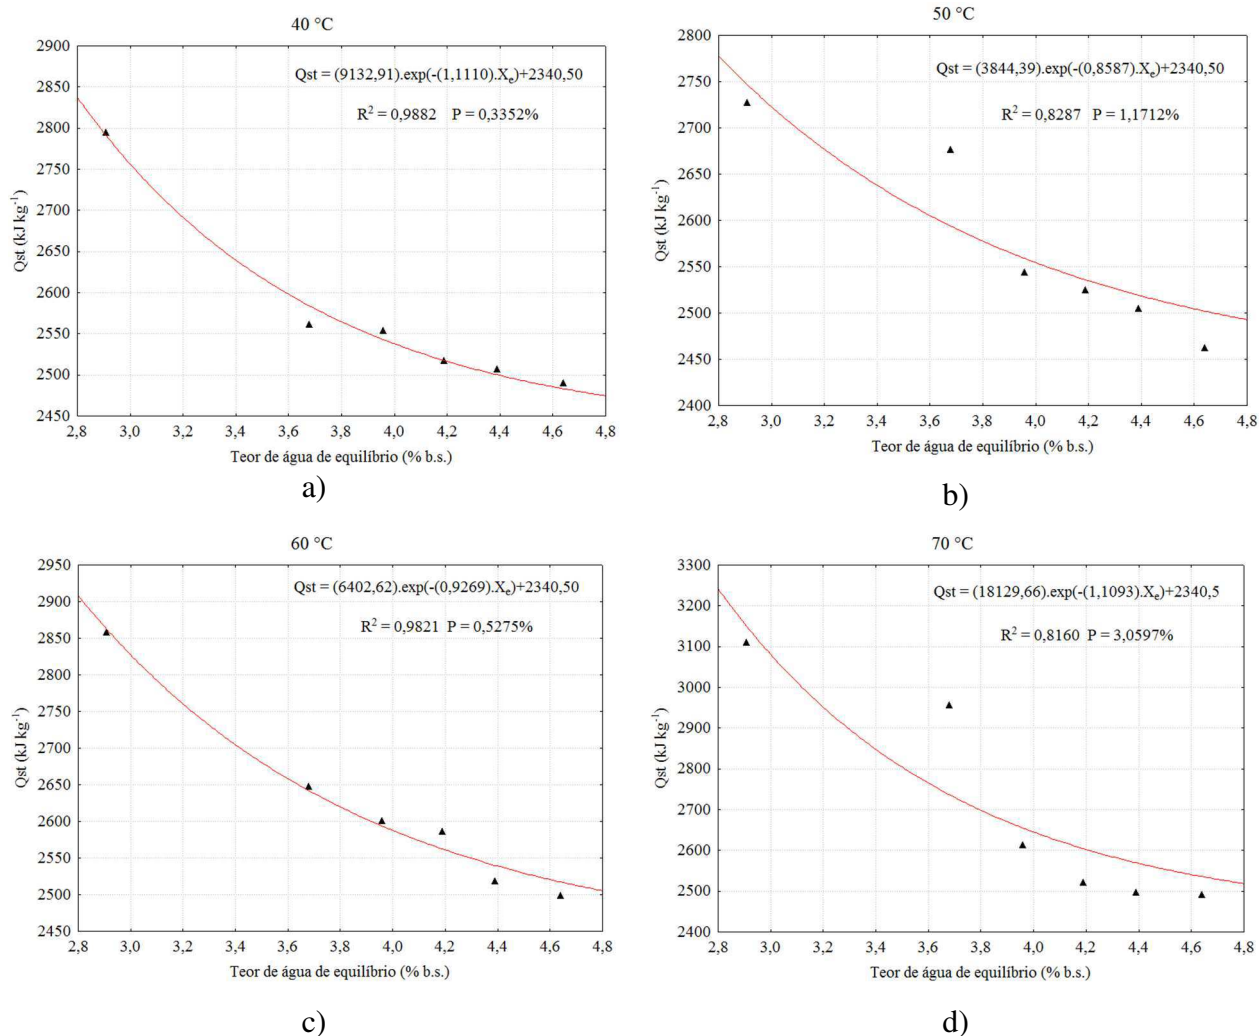 40 °C
Qst = (9132,91).exp(-(1,1110).Xe)+2340,50
R² = 0,9882 P = 0,3352%
Qst (kJ kg⁻¹)
2900
2850
2800
2750
2700
2650
2600
2550
2500
2450
2,8 3,0 3,2 3,4 3,6 3,8 4,0 4,2 4,4 4,6 4,8
Teor de água de equilíbrio (% b.s.)
a)
50 °C
Qst = (3844,39).exp(-(0,8587).Xe)+2340,50
R² = 0,8287 P = 1,1712%
Qst (kJ kg⁻¹)
2800
2750
2700
2650
2600
2550
2500
2450
2400
2,8 3,0 3,2 3,4 3,6 3,8 4,0 4,2 4,4 4,6 4,8
Teor de água de equilíbrio (% b.s.)
b)
60 °C
Qst = (6402,62).exp(-(0,9269).Xe)+2340,50
R² = 0,9821 P = 0,5275%
Qst (kJ kg⁻¹)
2950
2900
2850
2800
2750
2700
2650
2600
2550
2500
2450
2,8 3,0 3,2 3,4 3,6 3,8 4,0 4,2 4,4 4,6 4,8
Teor de água de equilíbrio (% b.s.)
c)
70 °C
Qst = (18129,66).exp(-(1,1093).Xe)+2340,5
R² = 0,8160 P = 3,0597%
Qst (kJ kg⁻¹)
3300
3200
3100
3000
2900
2800
2700
2600
2500
2400
2,8 3,0 3,2 3,4 3,6 3,8 4,0 4,2 4,4 4,6 4,8
Teor de água de equilíbrio (% b.s.)
d)